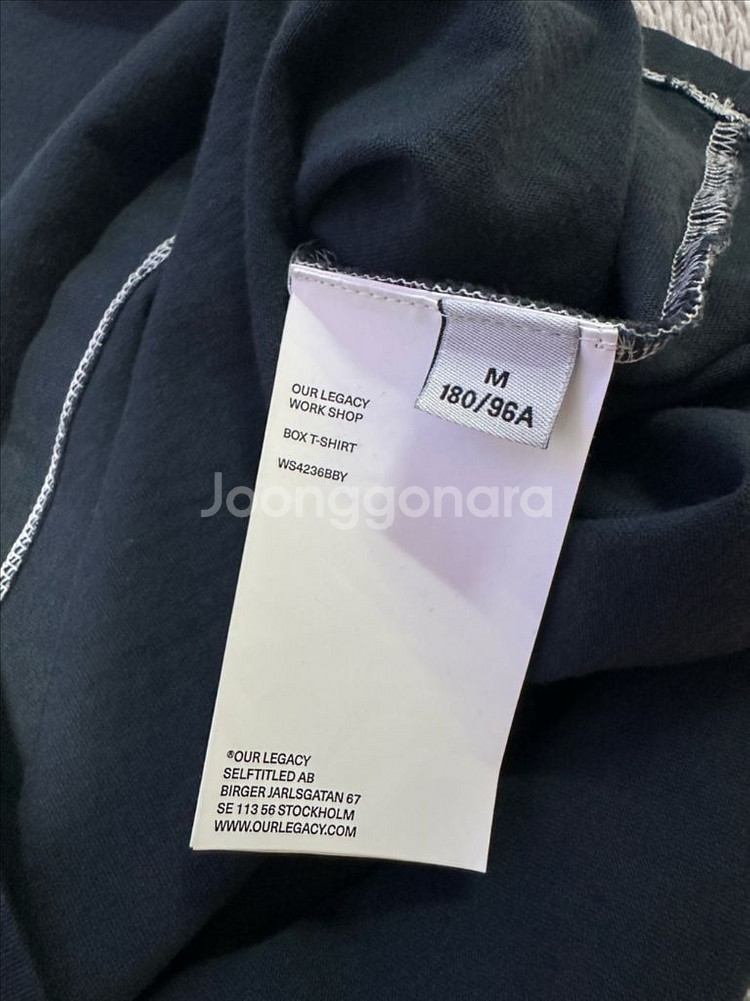 M
180/96A
OUR LEGACY
WORK SHOP
BOX T-SHIRT
WS4236BBY
Joonggonara
®OUR LEGACY
SELFTITLED AB
BIRGER JARLSGATAN 67
SE 113 56 STOCKHOLM
WWW.OURLEGACY.COM